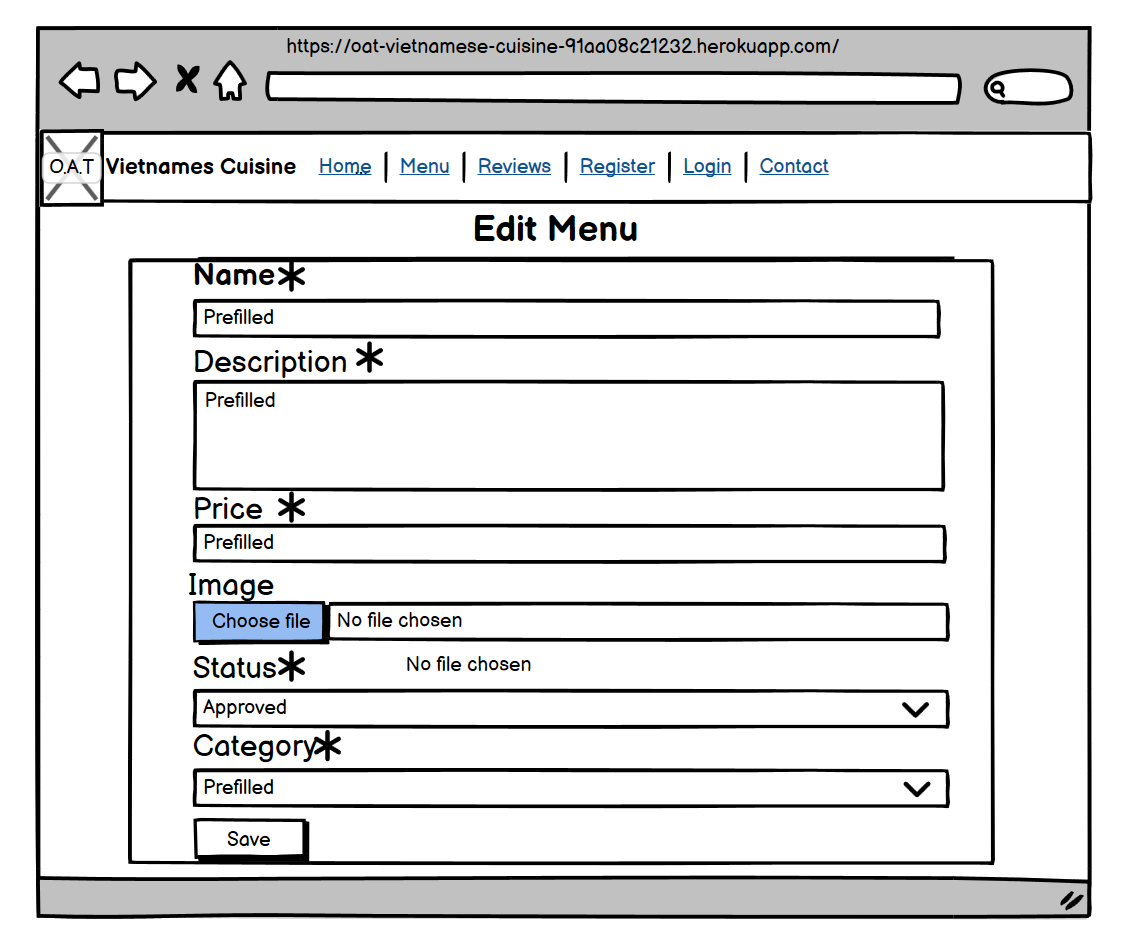 https://oat-vietnamese-cuisine-91aa08c21232.herokuapp.com/
O.A.T Vietnames Cuisine Home Menu Reviews Register Login Contact
Edit Menu
Name*
Prefilled
Description *
Prefilled
Price *
Prefilled
Image
Choose file No file chosen
Status* No file chosen
Approved
Category*
Prefilled
Save